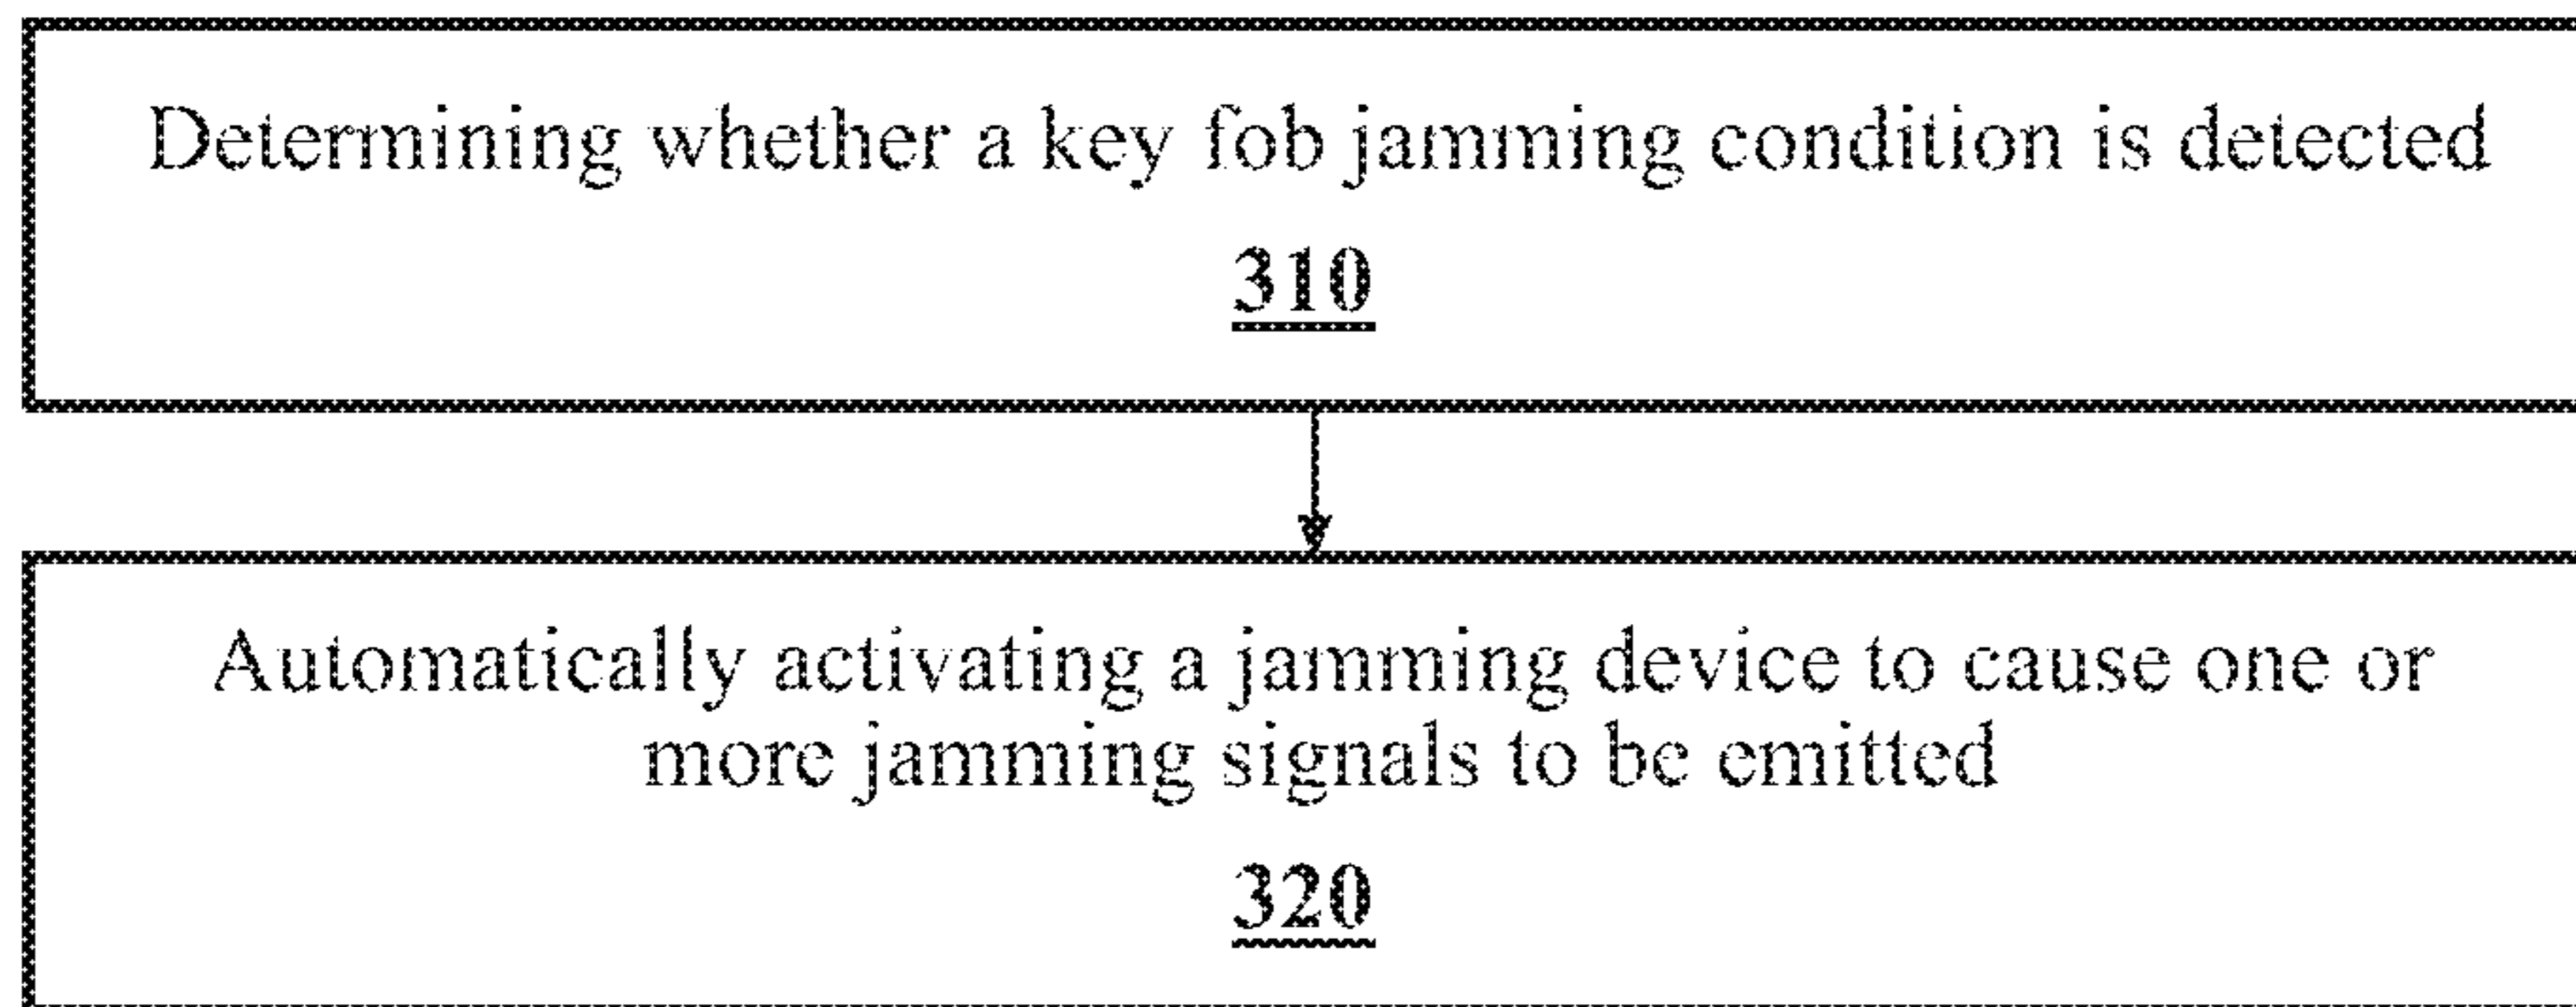 Determining whether a key fob jamming condition is detected
310
Automatically activating a jamming device to cause one or
more jamming signals to be emitted
320